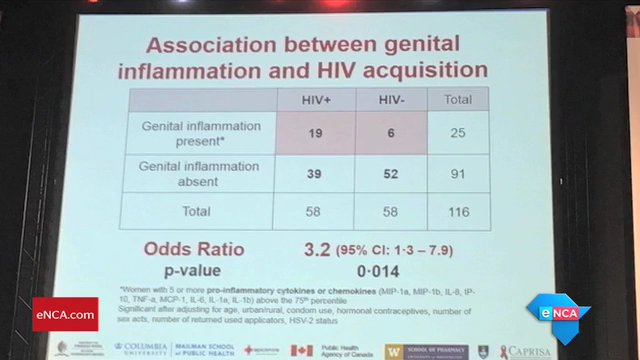 Association between genital
inflammation and HIV acquisition
HIV+ HIV- Total
Genital inflammation
present* 19 6 25
Genital inflammation
absent 39 52 91
Total 58 58 116
Odds Ratio 3.2 (95% CI: 1·3 – 7.9)
p-value 0·014
*Women with 5 or more pro-inflammatory cytokines or chemokines (MIP-1a, MIP-1b, IL-8, IP-
10, TNF-a, MCP-1, IL-6, IL-1a, IL-1b) above the 75th percentile
Significant after adjusting for age, urban/rural, condom use, hormonal contraceptives, number of
sex acts, number of returned used applicators, HSV-2 status
eNCA.com
eNCA
COLUMBIA
UNIVERSITY
MAILMAN SCHOOL
of PUBLIC HEALTH
Public Health
Agency of Canada
W
SCHOOL OF PHARMACY
CAPRISA